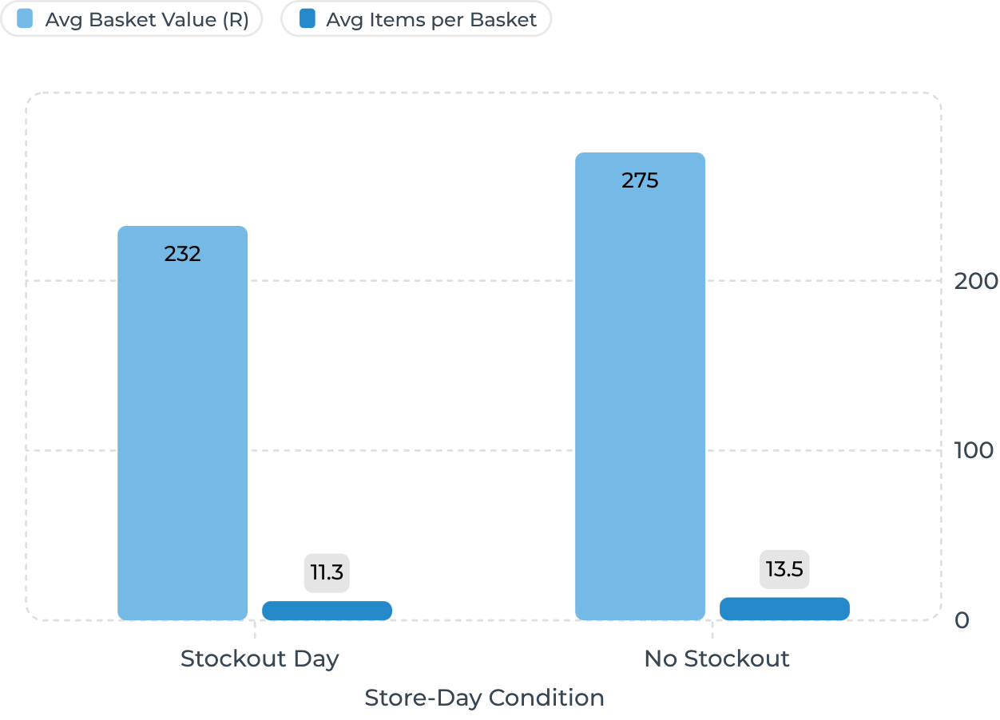 Avg Basket Value (R) Avg Items per Basket
275
232
200
100
13.5
11.3
0
Stockout Day No Stockout
Store-Day Condition